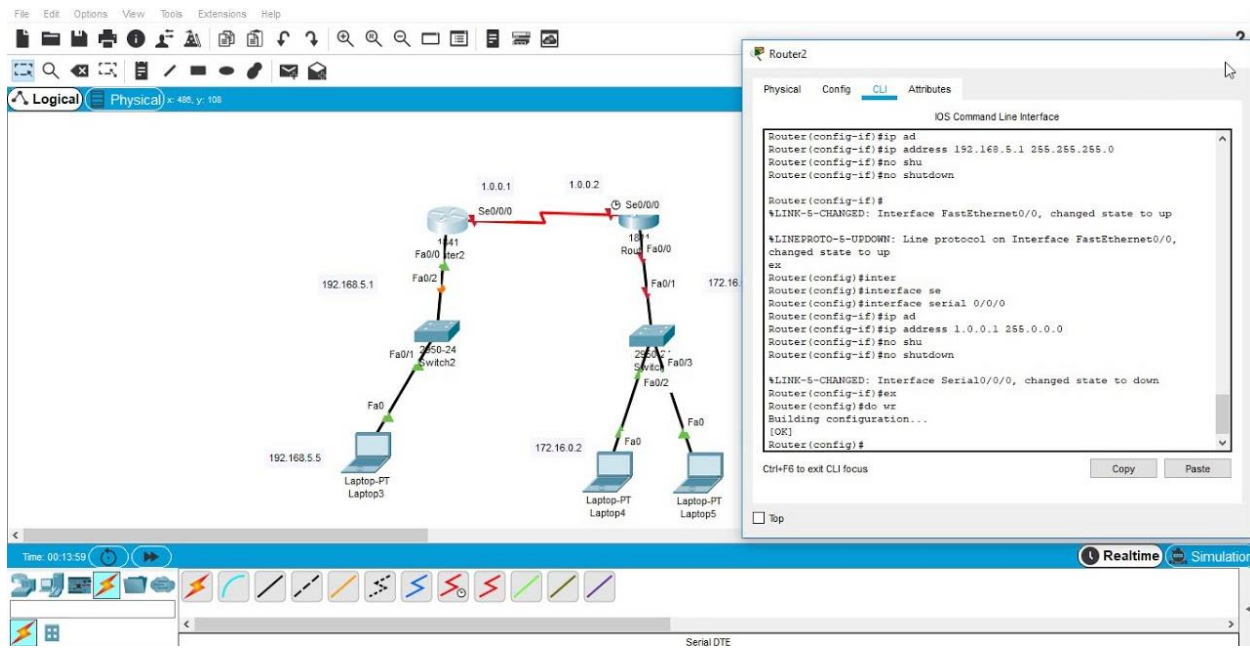 File Edit Options View Tools Extensions Help
Logical
Physical
x: 486, y: 108
1.0.0.1
1.0.0.2
Se0/0/0
Se0/0/0
Fa0/0
Fa0/0
Fa0/2
Fa0/1
192.168.5.1
172.16.
Fa0/1
2950-24
Switch2
Fa0/3
Fa0/2
Fa0
Fa0
Fa0
192.168.5.5
172.16.0.2
Laptop-PT
Laptop3
Laptop-PT
Laptop4
Laptop-PT
Laptop5
Router2
Physical Config CLI Attributes
IOS Command Line Interface
Router(config-if)#ip ad
Router(config-if)#ip address 192.168.5.1 255.255.255.0
Router(config-if)#no shu
Router(config-if)#no shutdown
Router(config-if)#
%LINK-5-CHANGED: Interface FastEthernet0/0, changed state to up
%LINEPROTO-5-UPDOWN: Line protocol on Interface FastEthernet0/0,
changed state to up
ex
Router(config)#inter
Router(config)#interface se
Router(config)#interface serial 0/0/0
Router(config-if)#ip ad
Router(config-if)#ip address 1.0.0.1 255.0.0.0
Router(config-if)#no shu
Router(config-if)#no shutdown
%LINK-5-CHANGED: Interface Serial0/0/0, changed state to down
Router(config-if)#ex
Router(config)#do wr
Building configuration...
[OK]
Router(config)#
Ctrl+F6 to exit CLI focus
Copy
Paste
Top
Time: 00:13:59
Realtime
Simulation
Serial DTE